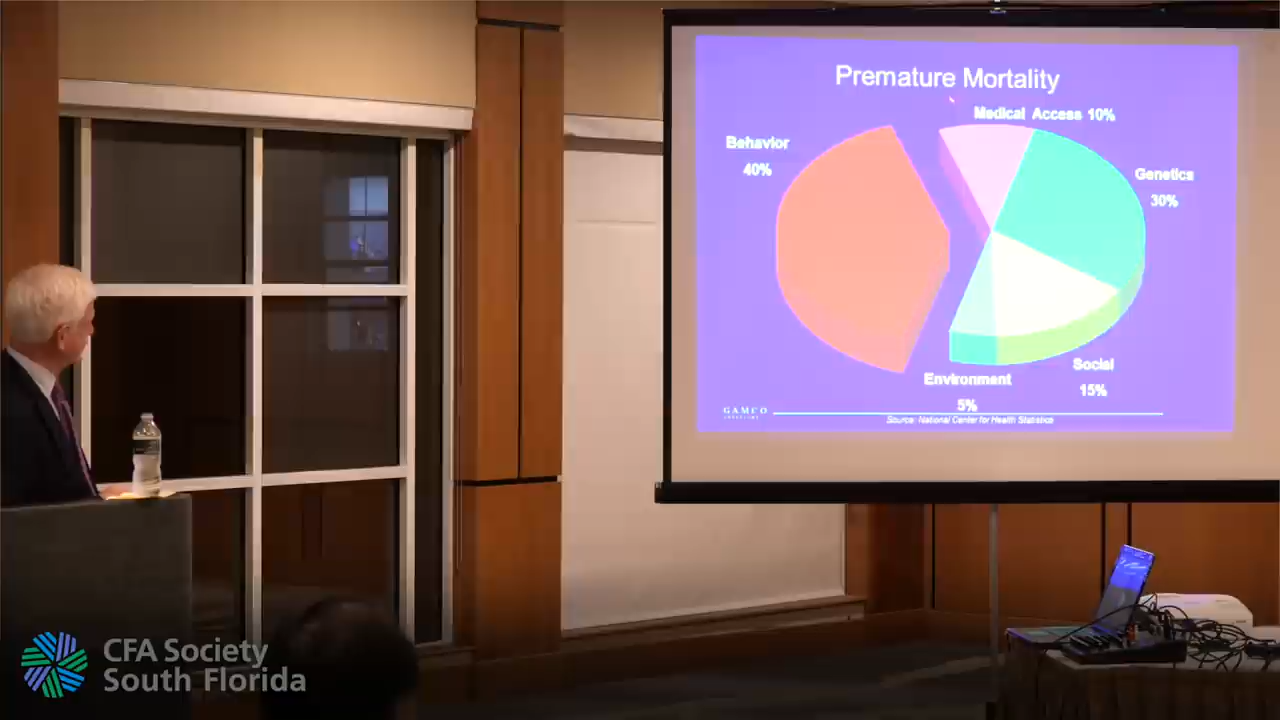 Premature Mortality
Medical Access 10%
Behavior
40%
Genetics
30%
Social
15%
Environment
5%
GAMCO
Source: National Center for Health Statistics
CFA Society
South Florida